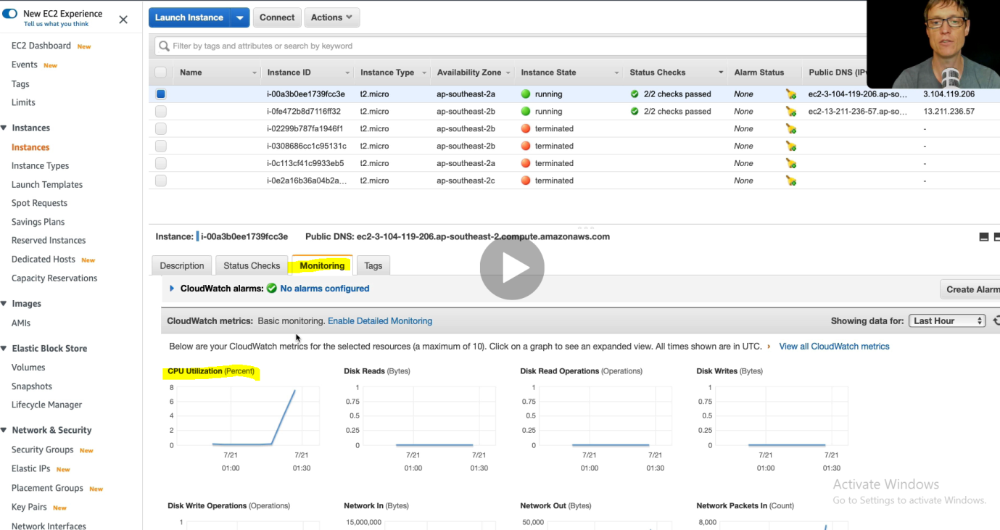 New EC2 Experience
Tell us what you think
EC2 Dashboard New
Events New
Tags
Limits
Instances
Instances
Instance Types
Launch Templates
Spot Requests
Savings Plans
Reserved Instances
Dedicated Hosts New
Capacity Reservations
Images
AMIs
Elastic Block Store
Volumes
Snapshots
Lifecycle Manager
Network & Security
Security Groups New
Elastic IPs New
Placement Groups New
Key Pairs New
Network Interfaces
Launch Instance Connect Actions
Filter by tags and attributes or search by keyword
Name Instance ID Instance Type Availability Zone Instance State Status Checks Alarm Status Public DNS (IPv
i-00a3b0ee1739fcc3e t2.micro ap-southeast-2a running 2/2 checks passed None ec2-3-104-119-206.ap-so... 3.104.119.206
i-0fe472b8d7116ff32 t2.micro ap-southeast-2b running 2/2 checks passed None ec2-13-211-236-57.ap-so... 13.211.236.57
i-02299b787fa1946f1 t2.micro ap-southeast-2b terminated None -
i-0308686cc1c95131c t2.micro ap-southeast-2b terminated None -
i-0c113cf41c9933eb5 t2.micro ap-southeast-2a terminated None -
i-0e2a16b36a04b2a... t2.micro ap-southeast-2c terminated None -
Instance: i-00a3b0ee1739fcc3e Public DNS: ec2-3-104-119-206.ap-southeast-2.compute.amazonaws.com
Description Status Checks Monitoring Tags
CloudWatch alarms: No alarms configured Create Alarm
CloudWatch metrics: Basic monitoring. Enable Detailed Monitoring Showing data for: Last Hour
Below are your CloudWatch metrics for the selected resources (a maximum of 10). Click on a graph to see an expanded view. All times shown are in UTC. View all CloudWatch metrics
CPU Utilization (Percent) Disk Reads (Bytes) Disk Read Operations (Operations) Disk Writes (Bytes)
8 1 1 1
6 0.75 0.75 0.75
4 0.5 0.5 0.5
2 0.25 0.25 0.25
0 0 0 0
7/21 7/21 7/21 7/21 7/21 7/21 7/21 7/21
01:00 01:30 01:00 01:30 01:00 01:30 01:00 01:30
Activate Windows
Go to Settings to activate Windows.
Disk Write Operations (Operations) Network In (Bytes) Network Out (Bytes) Network Packets In (Count)
1 15,000,000 50,000 8,000